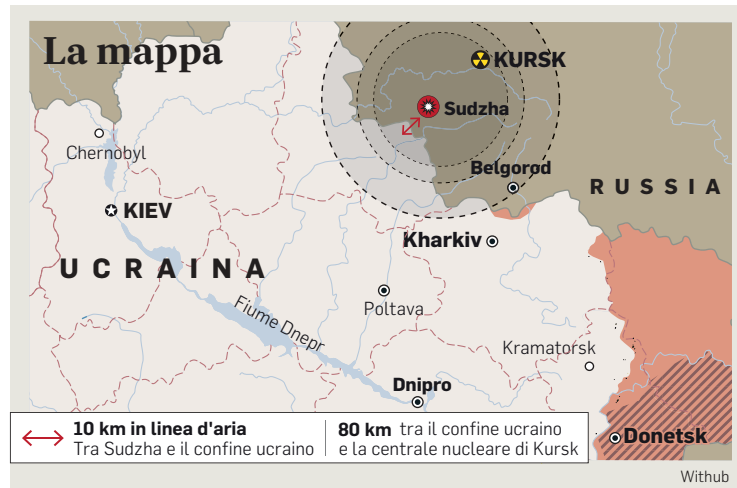 La mappa
KURSK
Sudzha
Chernobyl
Belgorod
RUSSIA
KIEV
Kharkiv
UCRAINA
Poltava
Fiume Dnepr
Kramatorsk
Dnipro
Donetsk
10 km in linea d'aria
Tra Sudzha e il confine ucraino
80 km tra il confine ucraino
e la centrale nucleare di Kursk
Withub